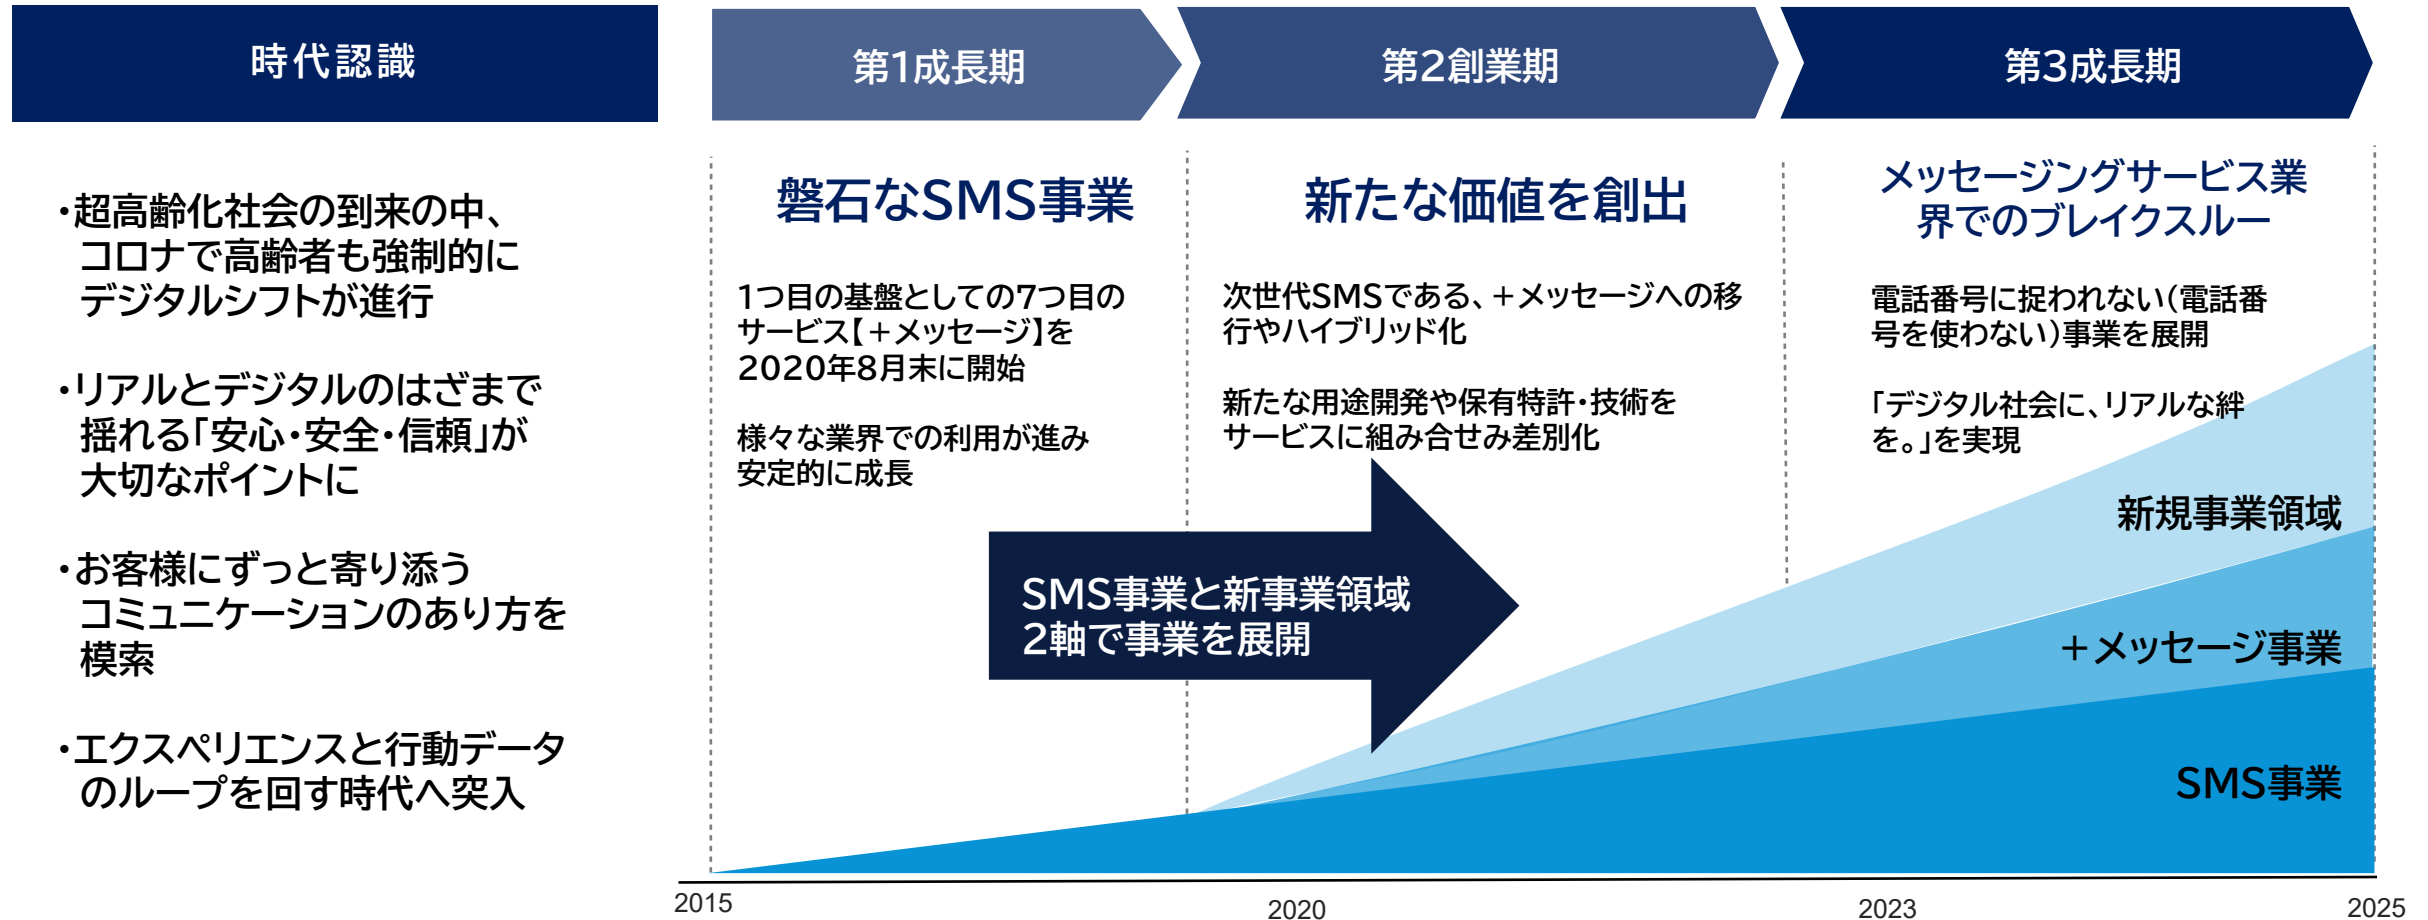 時代認識
・超高齢化社会の到来の中、
コロナで高齢者も強制的に
デジタルシフトが進行
・リアルとデジタルのはざまで
揺れる「安心・安全・信頼」が
大切なポイントに
・お客様にずっと寄り添う
コミュニケーションのあり方を
模索
・エクスペリエンスと行動データ
のループを回す時代へ突入
第1成長期
磐石なSMS事業
1つ目の基盤としての7つ目の
サービス【+メッセージ】を
2020年8月末に開始
様々な業界での利用が進み
安定的に成長
第2創業期
新たな価値を創出
次世代SMSである、+メッセージへの移
行やハイブリッド化
新たな用途開発や保有特許・技術を
サービスに組み合せみ差別化
第3成長期
メッセージングサービス業
界でのブレイクスルー
電話番号に捉われない(電話番
号を使わない)事業を展開
「デジタル社会に、リアルな絆
を。」を実現
SMS事業と新事業領域
2軸で事業を展開
新規事業領域
+メッセージ事業
SMS事業
2015
2020
2023
2025